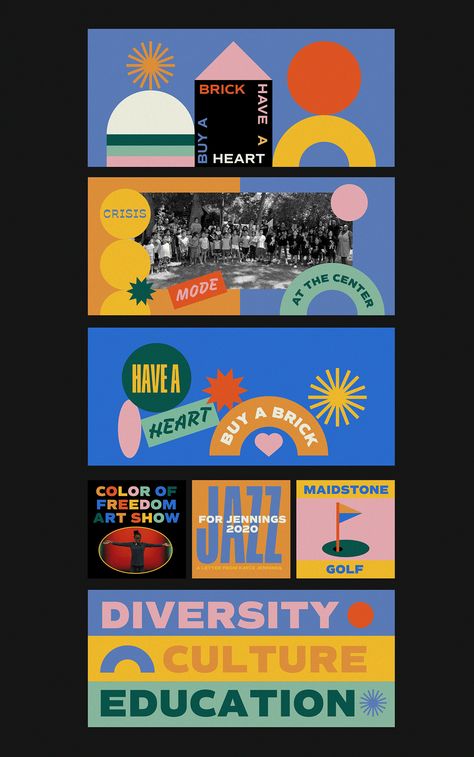 BUY A
BRICK
HAVE A
HEART
CRISIS
MODE
AT THE CENTER
HAVE A
HEART
BUY A BRICK
COLOR OF
FREEDOM
ART SHOW
JAZZ
FOR JENNINGS
2020
A LETTER FROM KAYCE JENNINGS
MAIDSTONE
GOLF
DIVERSITY
CULTURE
EDUCATION